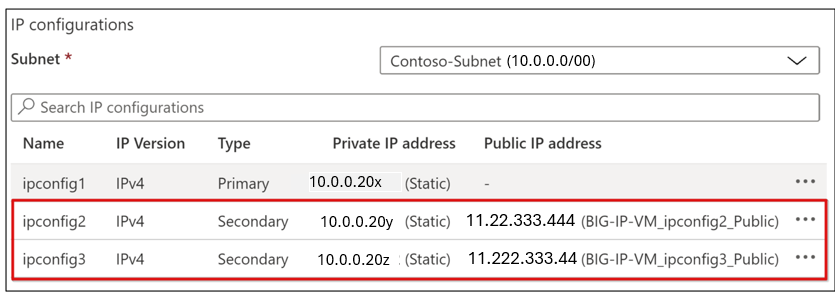 IP configurations
Subnet *
Contoso-Subnet (10.0.0.0/00)
Search IP configurations
Name IP Version Type Private IP address Public IP address
ipconfig1 IPv4 Primary 10.0.0.20x (Static) - ...
ipconfig2 IPv4 Secondary 10.0.0.20y (Static) 11.22.333.444 (BIG-IP-VM_ipconfig2_Public) ...
ipconfig3 IPv4 Secondary 10.0.0.20z (Static) 11.222.333.44 (BIG-IP-VM_ipconfig3_Public) ...